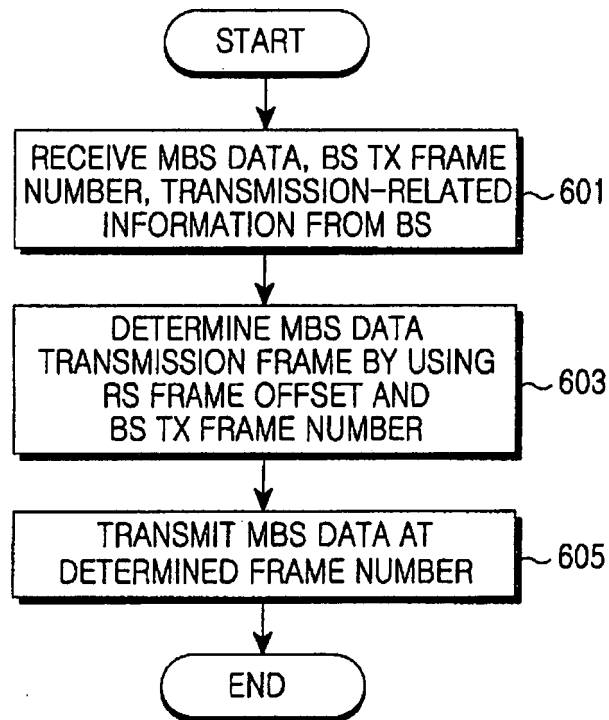 START
RECEIVE MBS DATA, BS TX FRAME
NUMBER, TRANSMISSION-RELATED
INFORMATION FROM BS
601
DETERMINE MBS DATA
TRANSMISSION FRAME BY USING
RS FRAME OFFSET AND
BS TX FRAME NUMBER
603
TRANSMIT MBS DATA AT
DETERMINED FRAME NUMBER
605
END